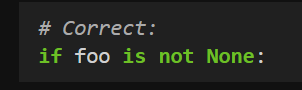 # Correct:
if foo is not None: